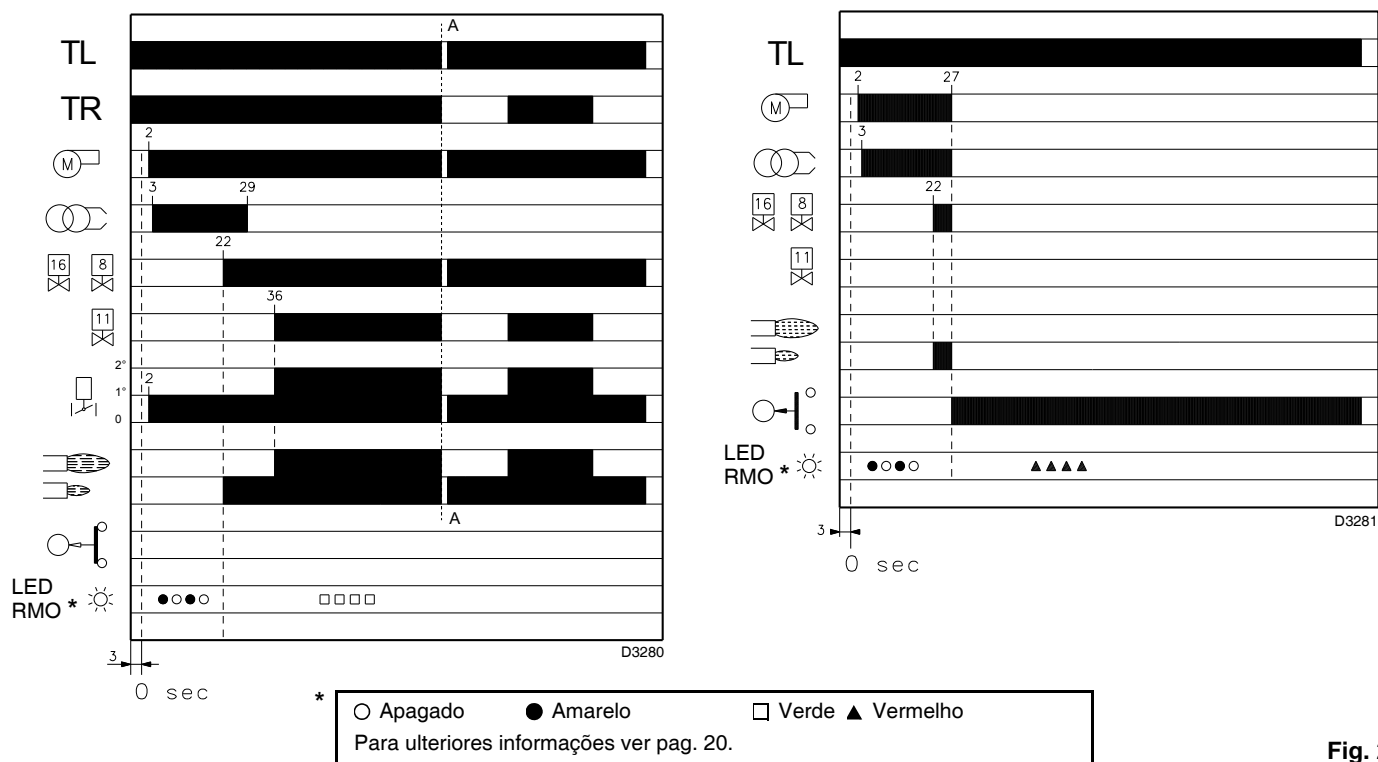 A
TL
TR
2
M
3 29
16 8
22
36
11
2°
2
1°
0
A
LED
RMO *
D3280
3
0 sec
TL
2 27
M
3
16 8
22
11
LED
RMO *
D3281
3
0 sec
*
Apagado Amarelo Verde Vermelho
Para ulteriores informações ver pag. 20.
Fig.